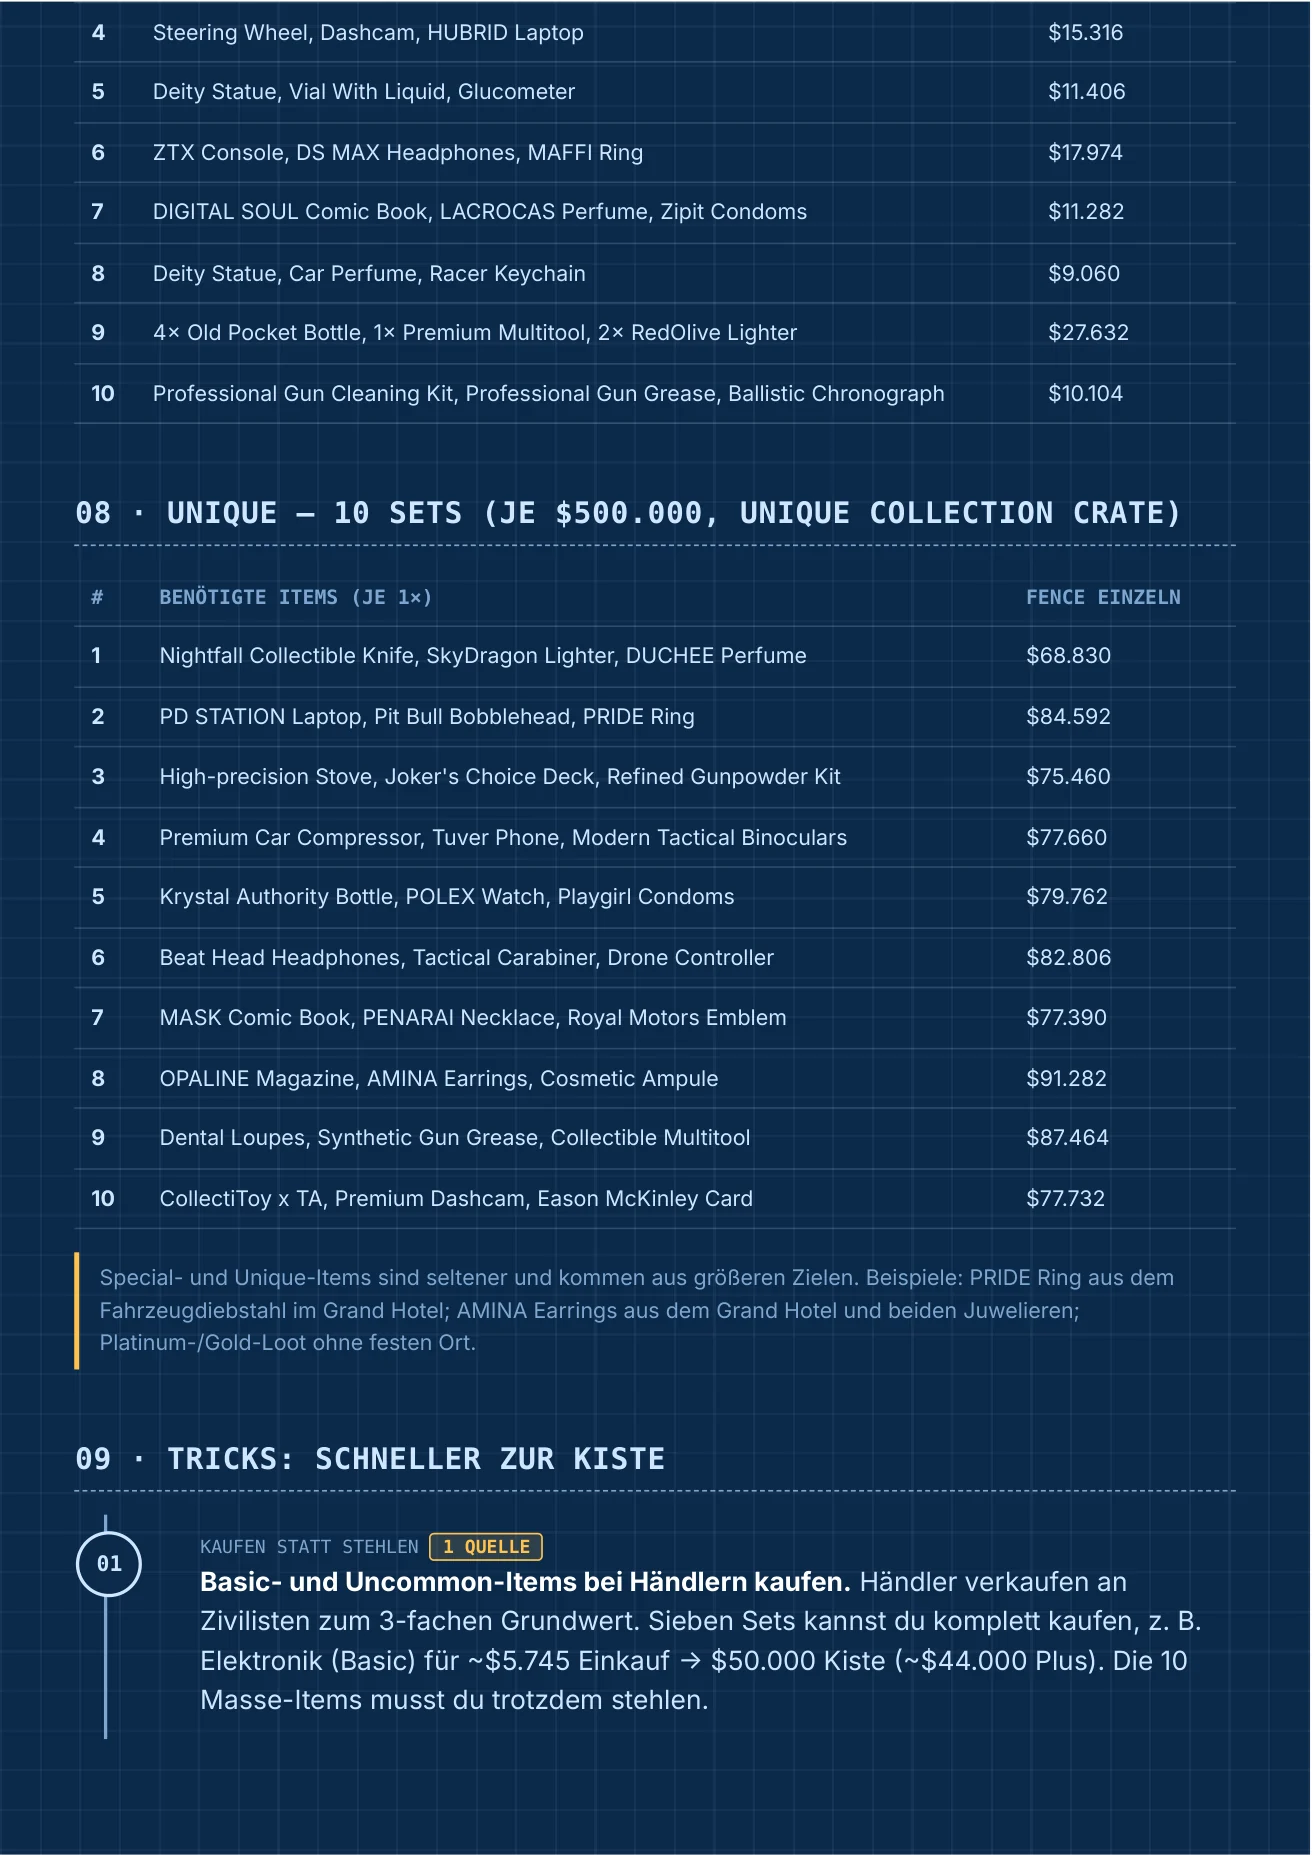 4 Steering Wheel, Dashcam, HUBRID Laptop $15.316
5 Deity Statue, Vial With Liquid, Glucometer $11.406
6 ZTX Console, DS MAX Headphones, MAFFI Ring $17.974
7 DIGITAL SOUL Comic Book, LACROCAS Perfume, Zipit Condoms $11.282
8 Deity Statue, Car Perfume, Racer Keychain $9.060
9 4× Old Pocket Bottle, 1× Premium Multitool, 2× RedOlive Lighter $27.632
10 Professional Gun Cleaning Kit, Professional Gun Grease, Ballistic Chronograph $10.104
08 · UNIQUE – 10 SETS (JE $500.000, UNIQUE COLLECTION CRATE)
# BENÖTIGTE ITEMS (JE 1×) FENCE EINZELN
1 Nightfall Collectible Knife, SkyDragon Lighter, DUCHEE Perfume $68.830
2 PD STATION Laptop, Pit Bull Bobblehead, PRIDE Ring $84.592
3 High-precision Stove, Joker's Choice Deck, Refined Gunpowder Kit $75.460
4 Premium Car Compressor, Tuver Phone, Modern Tactical Binoculars $77.660
5 Krystal Authority Bottle, POLEX Watch, Playgirl Condoms $79.762
6 Beat Head Headphones, Tactical Carabiner, Drone Controller $82.806
7 MASK Comic Book, PENARAI Necklace, Royal Motors Emblem $77.390
8 OPALINE Magazine, AMINA Earrings, Cosmetic Ampule $91.282
9 Dental Loupes, Synthetic Gun Grease, Collectible Multitool $87.464
10 CollectiToy x TA, Premium Dashcam, Eason McKinley Card $77.732
Special- und Unique-Items sind seltener und kommen aus größeren Zielen. Beispiele: PRIDE Ring aus dem
Fahrzeugdiebstahl im Grand Hotel; AMINA Earrings aus dem Grand Hotel und beiden Juwelieren;
Platinum-/Gold-Loot ohne festen Ort.
09 · TRICKS: SCHNELLER ZUR KISTE
01
KAUFEN STATT STEHLEN 1 QUELLE
Basic- und Uncommon-Items bei Händlern kaufen. Händler verkaufen an
Zivilisten zum 3-fachen Grundwert. Sieben Sets kannst du komplett kaufen, z. B.
Elektronik (Basic) für ~$5.745 Einkauf → $50.000 Kiste (~$44.000 Plus). Die 10
Masse-Items musst du trotzdem stehlen.